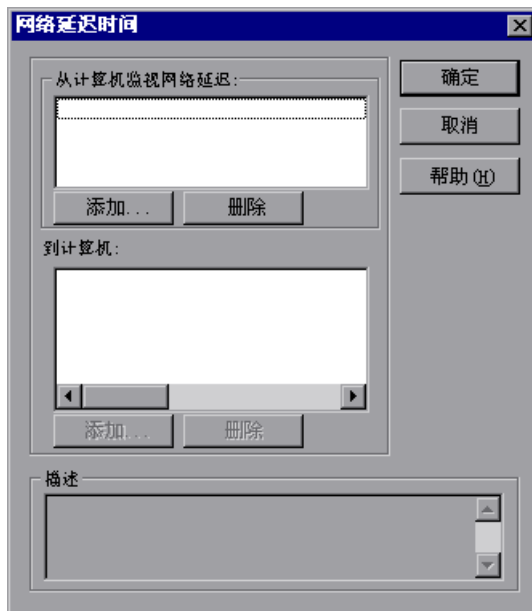 网络延迟时间
从计算机监视网络延迟:
确定
取消
帮助(H)
添加...
删除
到计算机:
添加...
删除
描述